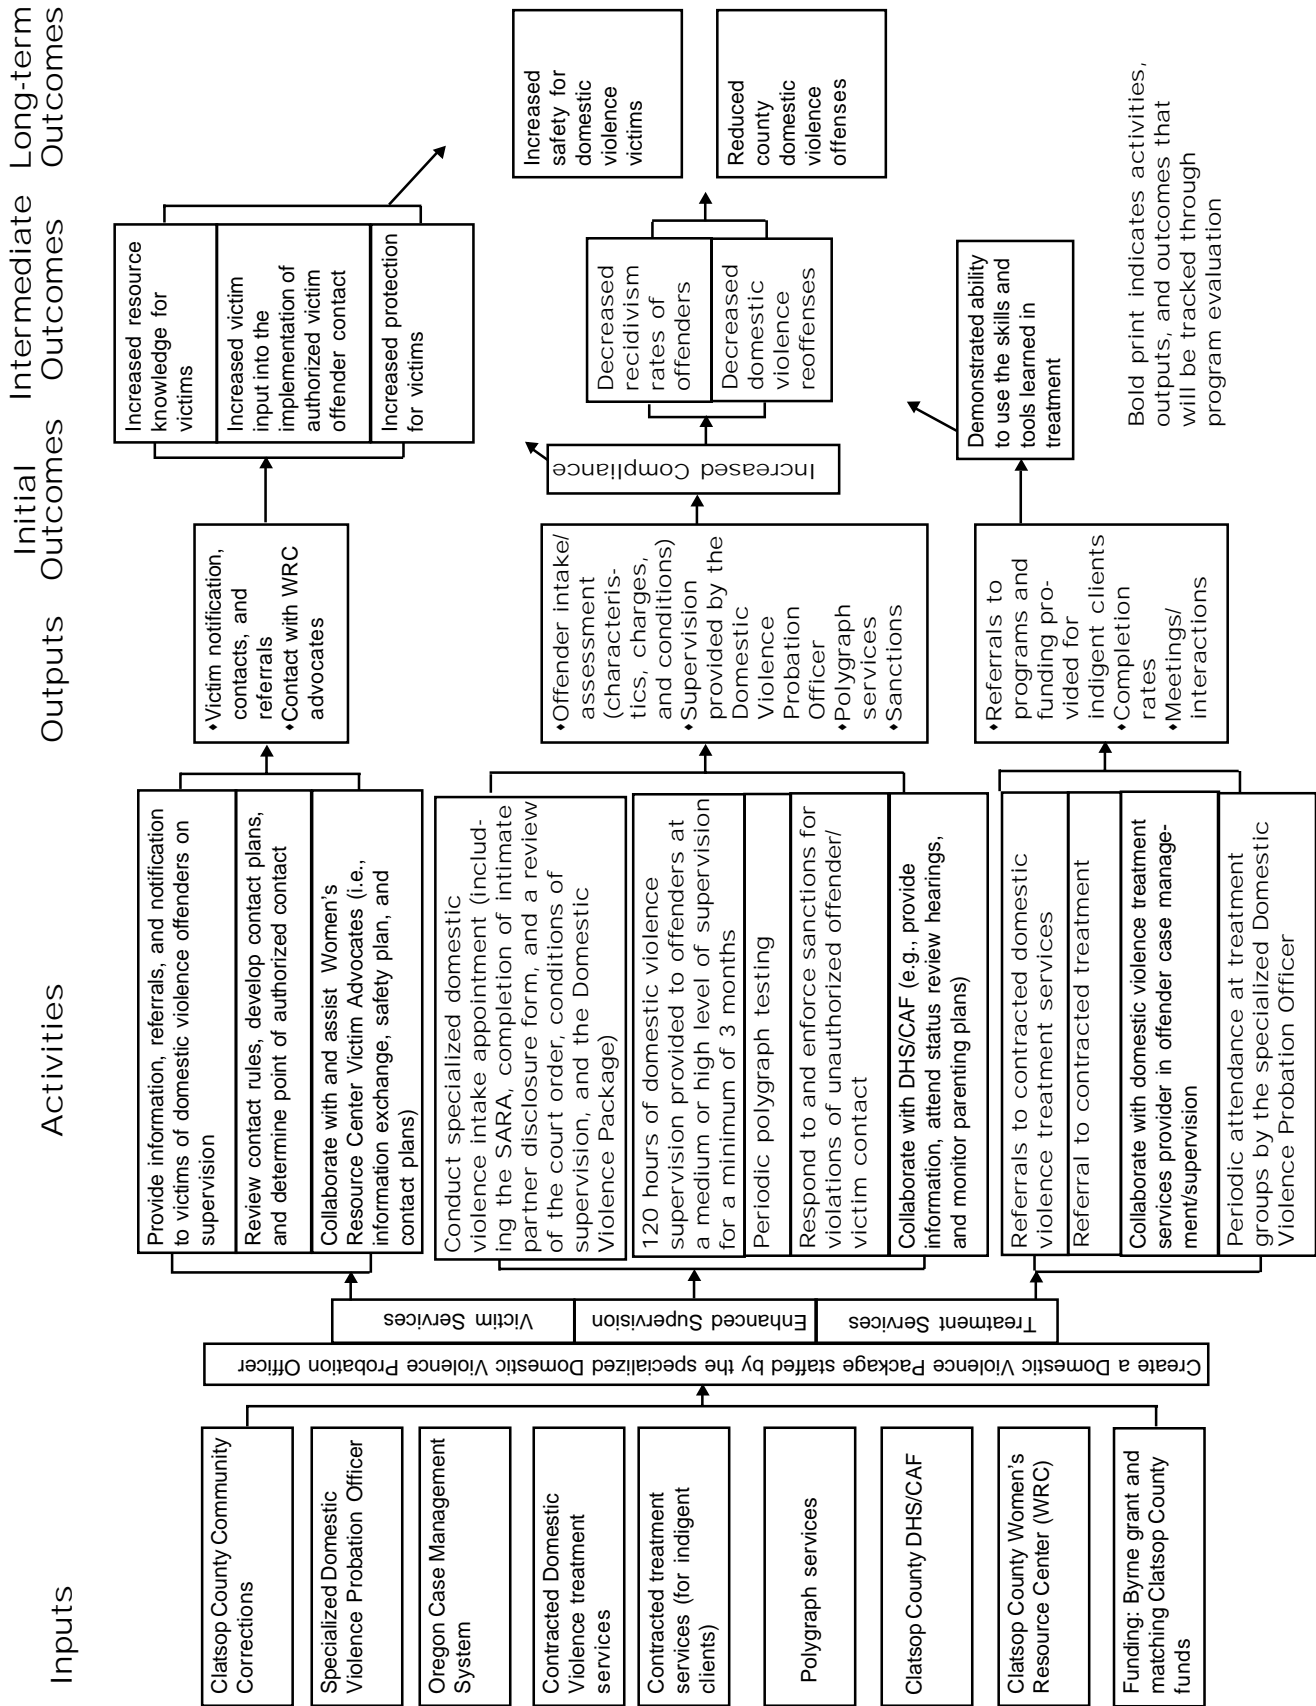 Inputs
Activities
Outputs
Initial
Outcomes
Intermediate
Outcomes
Long-term
Outcomes
Clatsop County Community
Corrections
Specialized Domestic
Violence Probation Officer
Oregon Case Management
System
Contracted Domestic
Violence treatment
services
Contracted treatment
services (for indigent
clients)
Polygraph services
Clatsop County DHS/CAF
Clatsop County Women's
Resource Center (WRC)
Funding: Byrne grant and
matching Clatsop County
funds
Create a Domestic Violence Package staffed by the specialized Domestic Violence Probation Officer
Victim Services
Enhanced Supervision
Treatment Services
Provide information, referrals, and notification
to victims of domestic violence offenders on
supervision
Review contact rules, develop contact plans,
and determine point of authorized contact
Collaborate with and assist Women's
Resource Center Victim Advocates (i.e.,
information exchange, safety plan, and
contact plans)
Conduct specialized domestic
violence intake appointment (includ-
ing the SARA, completion of intimate
partner disclosure form, and a review
of the court order, conditions of
supervision, and the Domestic
Violence Package)
120 hours of domestic violence
supervision provided to offenders at
a medium or high level of supervision
for a minimum of 3 months
Periodic polygraph testing
Respond to and enforce sanctions for
violations of unauthorized offender/
victim contact
Collaborate with DHS/CAF (e.g., provide
information, attend status review hearings,
and monitor parenting plans)
Referrals to contracted domestic
violence treatment services
Referral to contracted treatment
Collaborate with domestic violence treatment
services provider in offender case manage-
ment/supervision
Periodic attendance at treatment
groups by the specialized Domestic
Violence Probation Officer
♦Victim notification,
contacts, and
referrals
♦Contact with WRC
advocates
♦Offender intake/
assessment
(characteris-
tics, charges,
and conditions)
♦Supervision
provided by the
Domestic
Violence
Probation
Officer
♦Polygraph
services
♦Sanctions
♦Referrals to
programs and
funding pro-
vided for
indigent clients
♦Completion
rates
♦Meetings/
interactions
Increased Compliance
Increased resource
knowledge for
victims
Increased victim
input into the
implementation of
authorized victim
offender contact
Increased protection
for victims
Decreased
recidivism
rates of
offenders
Decreased
domestic
violence
reoffenses
Demonstrated ability
to use the skills and
tools learned in
treatment
Increased
safety for
domestic
violence
victims
Reduced
county
domestic
violence
offenses
Bold print indicates activities,
outputs, and outcomes that
will be tracked through
program evaluation